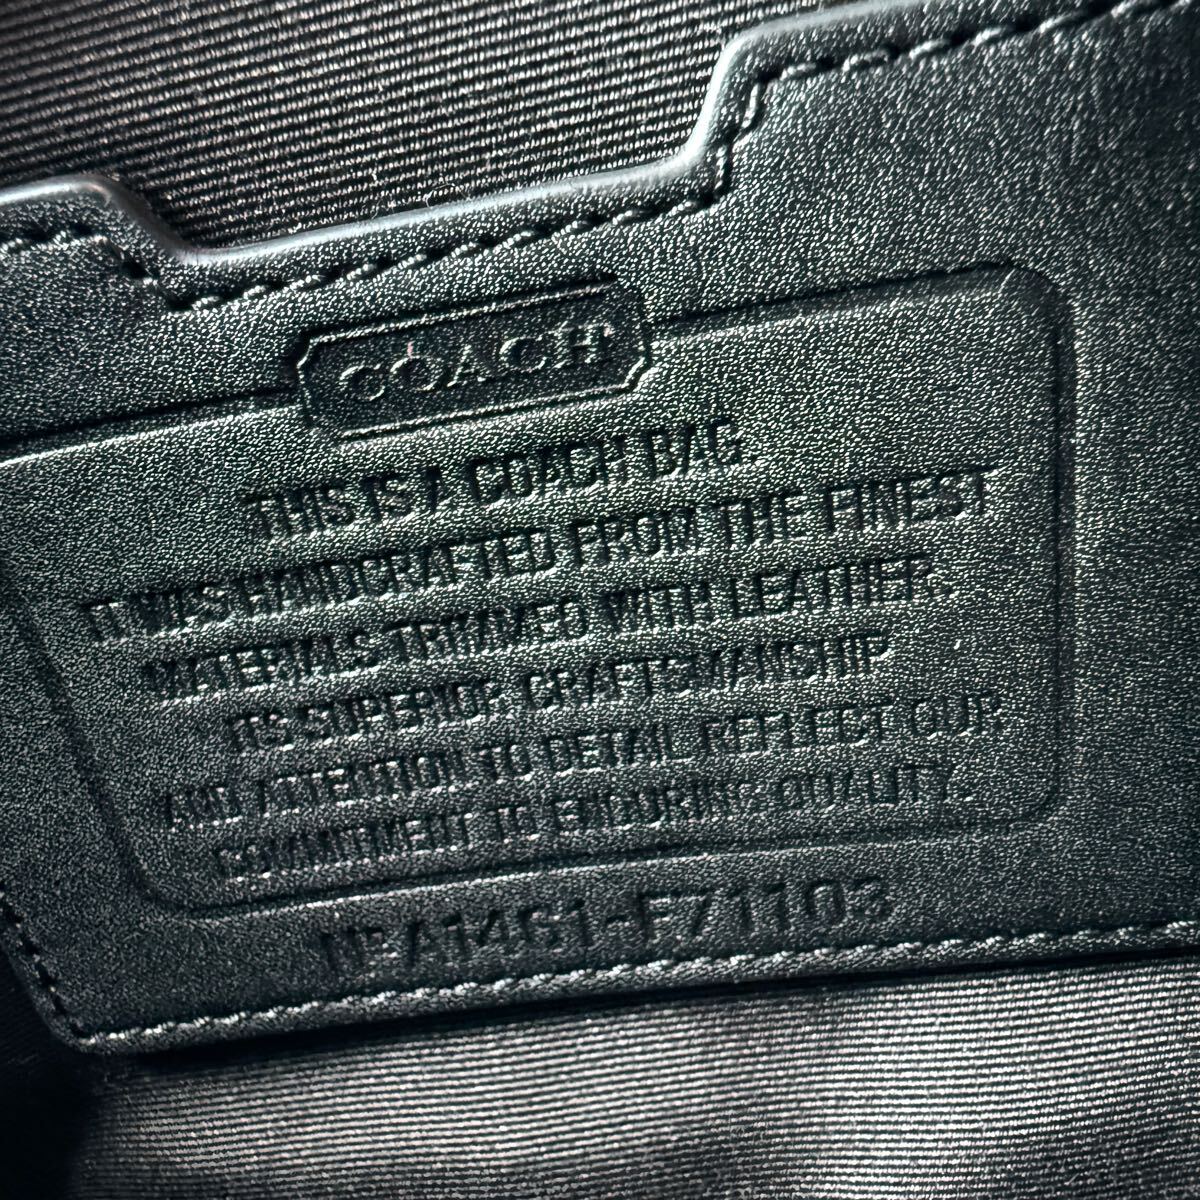 COACH
THIS IS A COACH BAG.
IT WAS HANDCRAFTED FROM THE FINEST
MATERIALS TRIMMED WITH LEATHER.
ITS SUPERIOR CRAFTSMANSHIP
AND ATTENTION TO DETAIL REFLECT OUR
COMMITMENT TO ENDURING QUALITY.